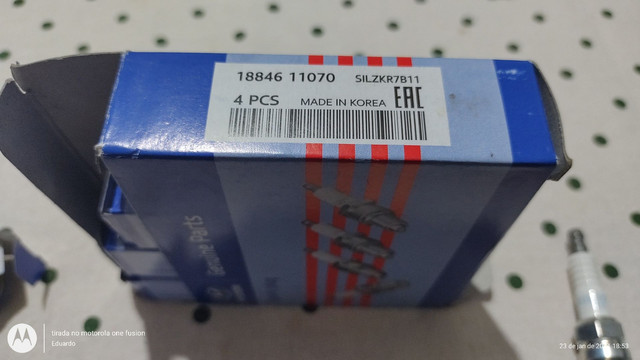 18846 11070 SILZKR7B11
4 PCS MADE IN KOREA EAC
Genuine Parts
tirada no motorola one fusion
Eduardo